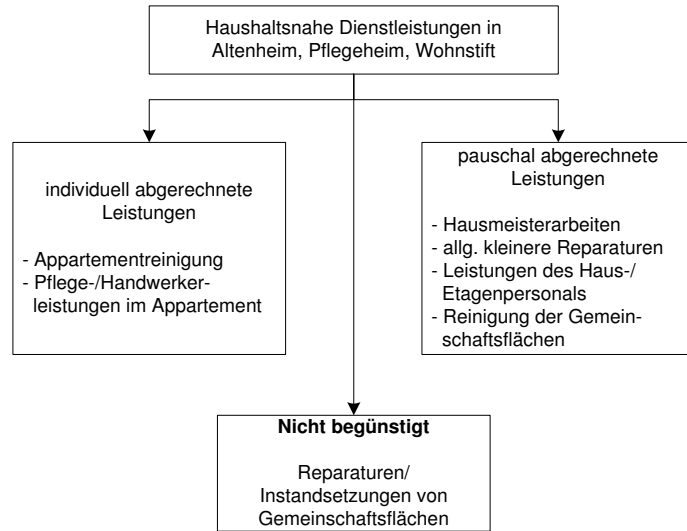 Haushaltsnahe Dienstleistungen in
Altenheim, Pflegeheim, Wohnstift
individuell abgerechnete
Leistungen
- Appartementreinigung
- Pflege-/Handwerker-
leistungen im Appartement
pauschal abgerechnete
Leistungen
- Hausmeisterarbeiten
- allg. kleinere Reparaturen
- Leistungen des Haus-/
Etagenpersonals
- Reinigung der Gemein-
schaftsflächen
Nicht begünstigt
Reparaturen/
Instandsetzungen von
Gemeinschaftsflächen